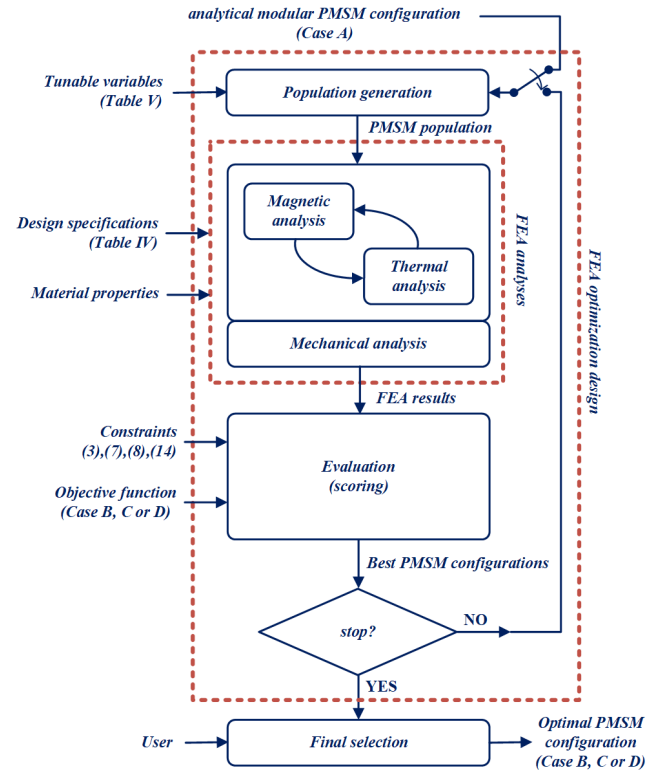 analytical modular PMSM configuration
(Case A)
Tunable variables
(Table V)
Population generation
PMSM population
Magnetic
analysis
Thermal
analysis
Design specifications
(Table IV)
Material properties
FEA analyses
FEA optimization design
Mechanical analysis
FEA results
Constraints
(3),(7),(8),(14)
Objective function
(Case B, C or D)
Evaluation
(scoring)
Best PMSM configurations
stop?
NO
YES
User
Final selection
Optimal PMSM
configuration
(Case B, C or D)